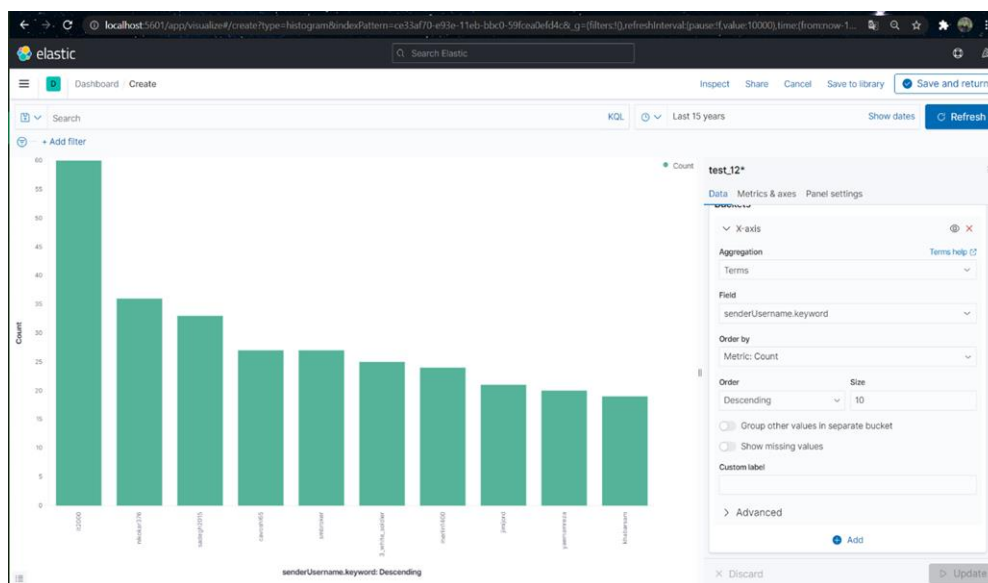 localhost:5601/app/visualize#/create?type=histogram&indexPattern=ce33af70-e93e-11eb-bbc0-59fcea0efd4c&_g=(filters:!(),refreshInterval:(pause:!f,value:10000),time:(from:now-1...
elastic
Search Elastic
D Dashboard / Create
Inspect Share Cancel Save to library Save and return
Search KQL Last 15 years Show dates Refresh
+ Add filter
Count
test_12*
Data Metrics & axes Panel settings
Buckets
X-axis
Aggregation Terms help
Terms
Field
senderUsername.keyword
Order by
Metric: Count
Order Size
Descending 10
Group other values in separate bucket
Show missing values
Custom label
Advanced
Add
Discard Update
60
55
50
45
40
35
30
25
20
15
10
5
0
Count
senderUsername.keyword: Descending